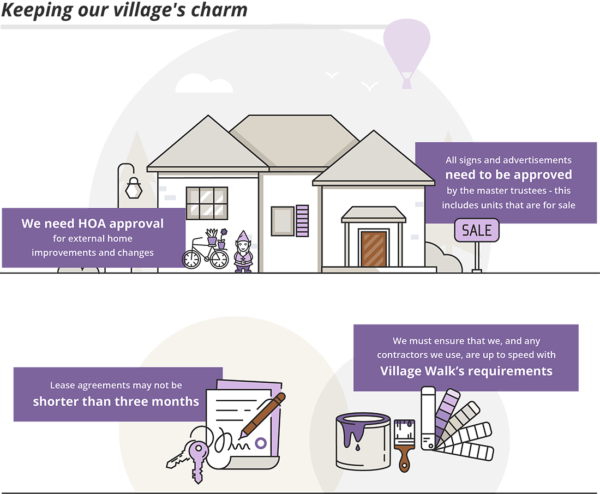 Keeping our village's charm
All signs and advertisements
need to be approved
by the master trustees - this
includes units that are for sale
We need HOA approval
for external home
improvements and changes
SALE
We must ensure that we, and any
contractors we use, are up to speed with
Village Walk's requirements
Lease agreements may not be
shorter than three months